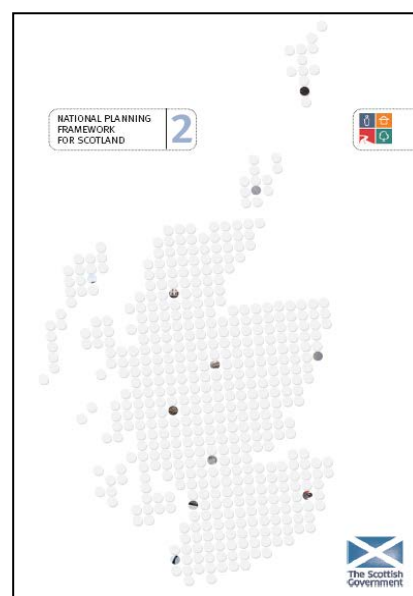 NATIONAL PLANNING
FRAMEWORK
FOR SCOTLAND
2
The Scottish
Government